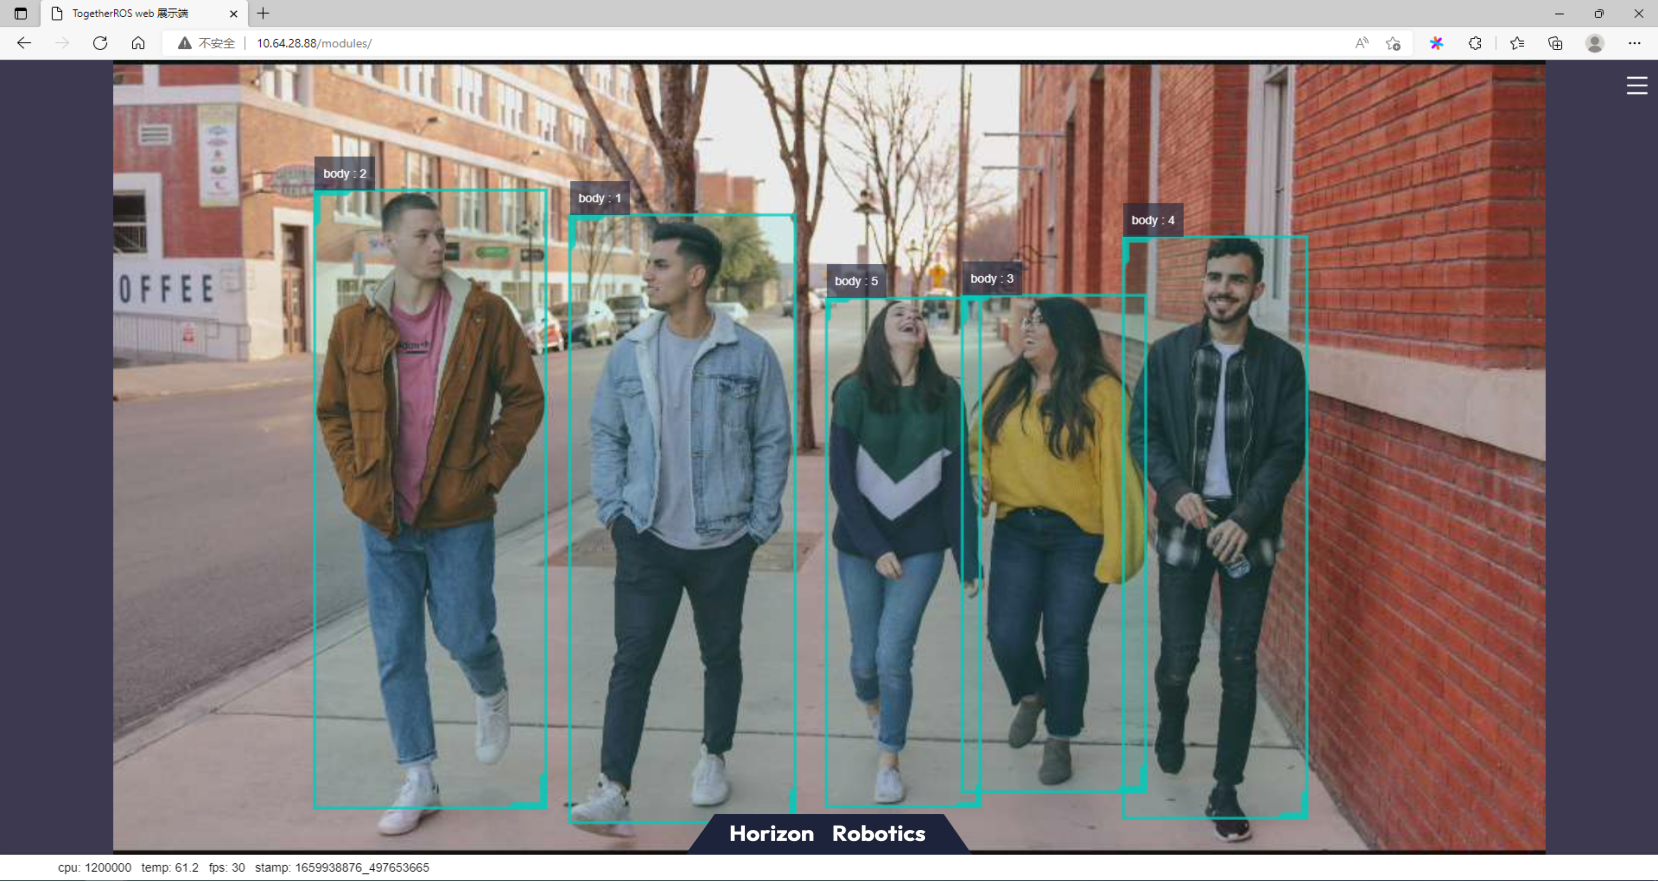 TogetherROS web 展示端
不安全
10.64.28.88/modules/
body : 2
body : 1
body : 4
body : 5
body : 3
OFFEE
Horizon Robotics
cpu: 1200000 temp: 61.2 fps: 30 stamp: 1659938876_497653665